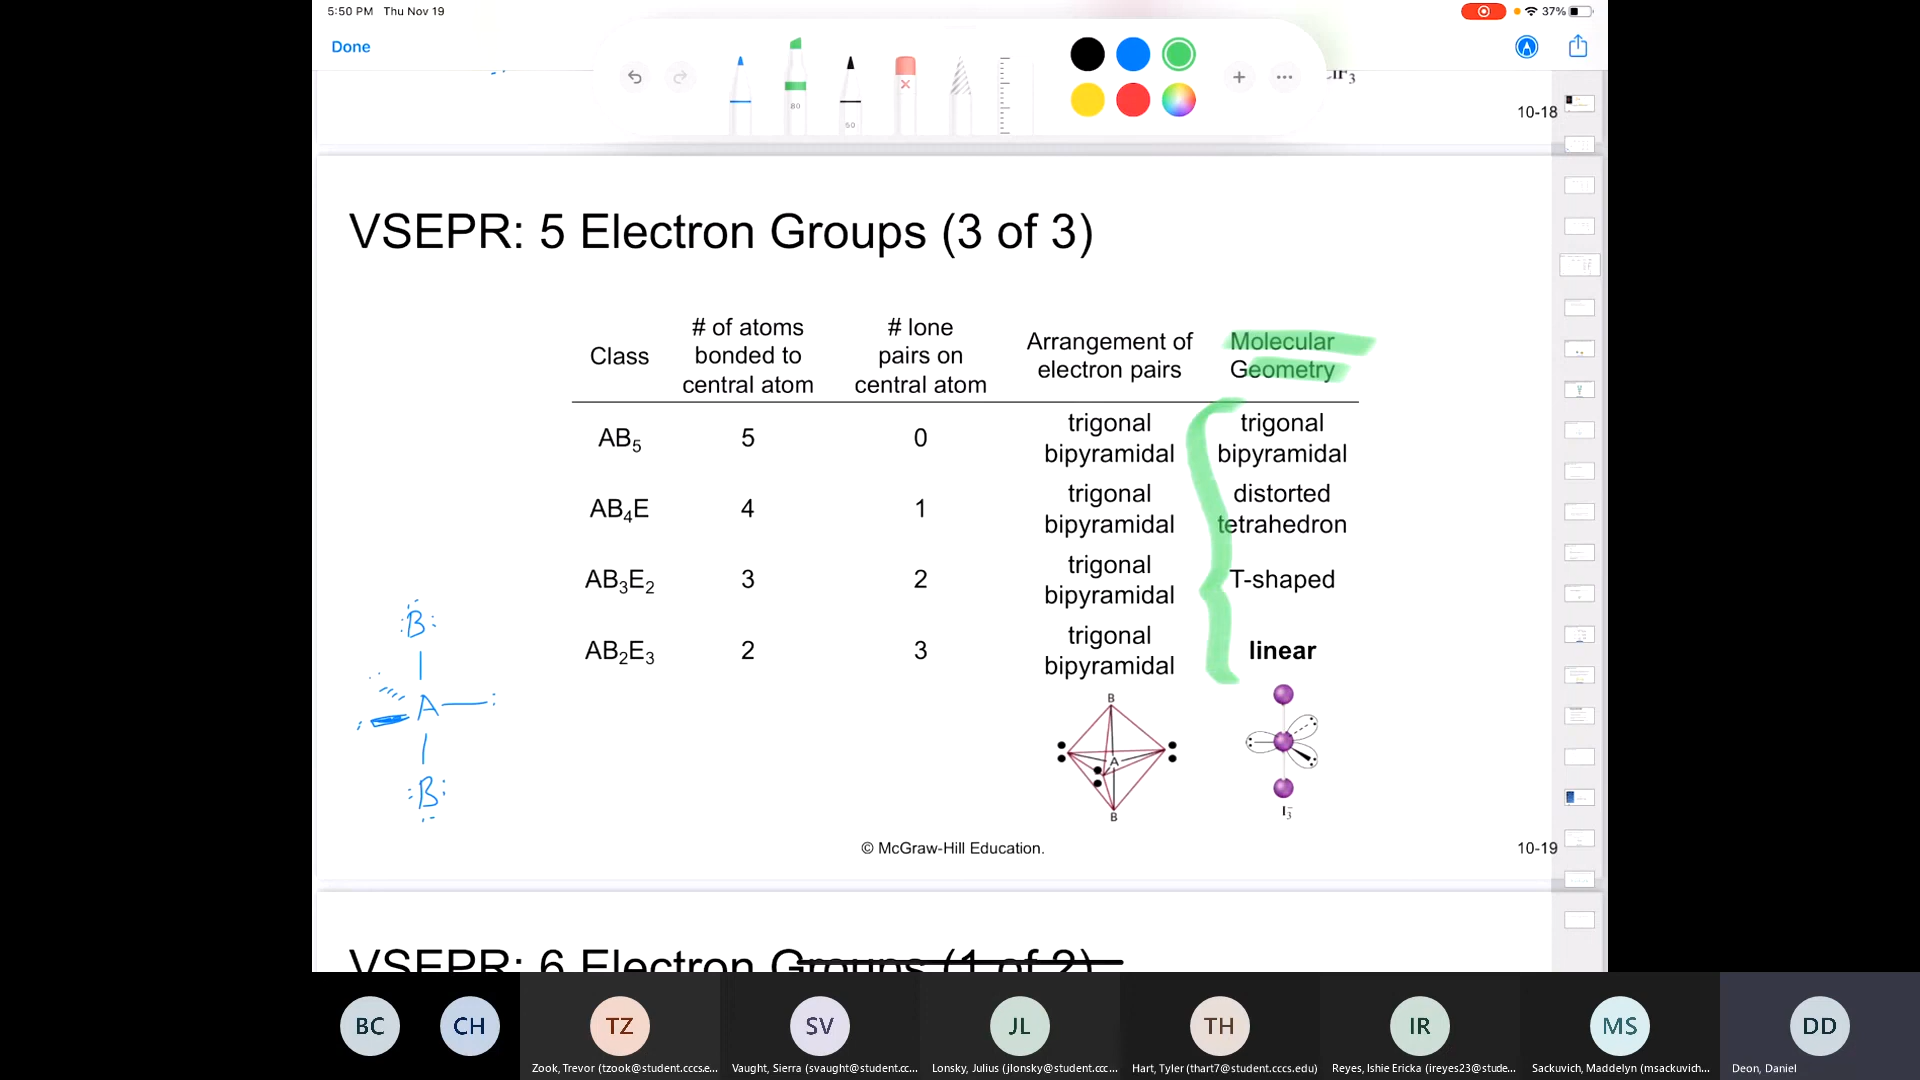 5:50 PM Thu Nov 19
37%
Done
80
50
ClF₃
10-18
VSEPR: 5 Electron Groups (3 of 3)
Class
# of atoms
bonded to
central atom
# lone
pairs on
central atom
Arrangement of
electron pairs
Molecular
Geometry
AB₅ 5 0 trigonal bipyramidal trigonal bipyramidal
AB₄E 4 1 trigonal bipyramidal distorted tetrahedron
AB₃E₂ 3 2 trigonal bipyramidal T-shaped
AB₂E₃ 2 3 trigonal bipyramidal linear
:B:
A
:B:
B
A
B
I₃⁻
© McGraw-Hill Education.
10-19
VSEPR: 6 Electron Groups (1 of 2)
BC CH TZ SV JL TH IR MS DD
Zook, Trevor (tzook@student.cccs.e...
Vaught, Sierra (svaught@student.cc...
Lonsky, Julius (jlonsky@student.ccc...
Hart, Tyler (thart7@student.cccs.edu)
Reyes, Ishie Ericka (ireyes23@stude...
Sackuvich, Maddelyn (msackuvich...
Deon, Daniel